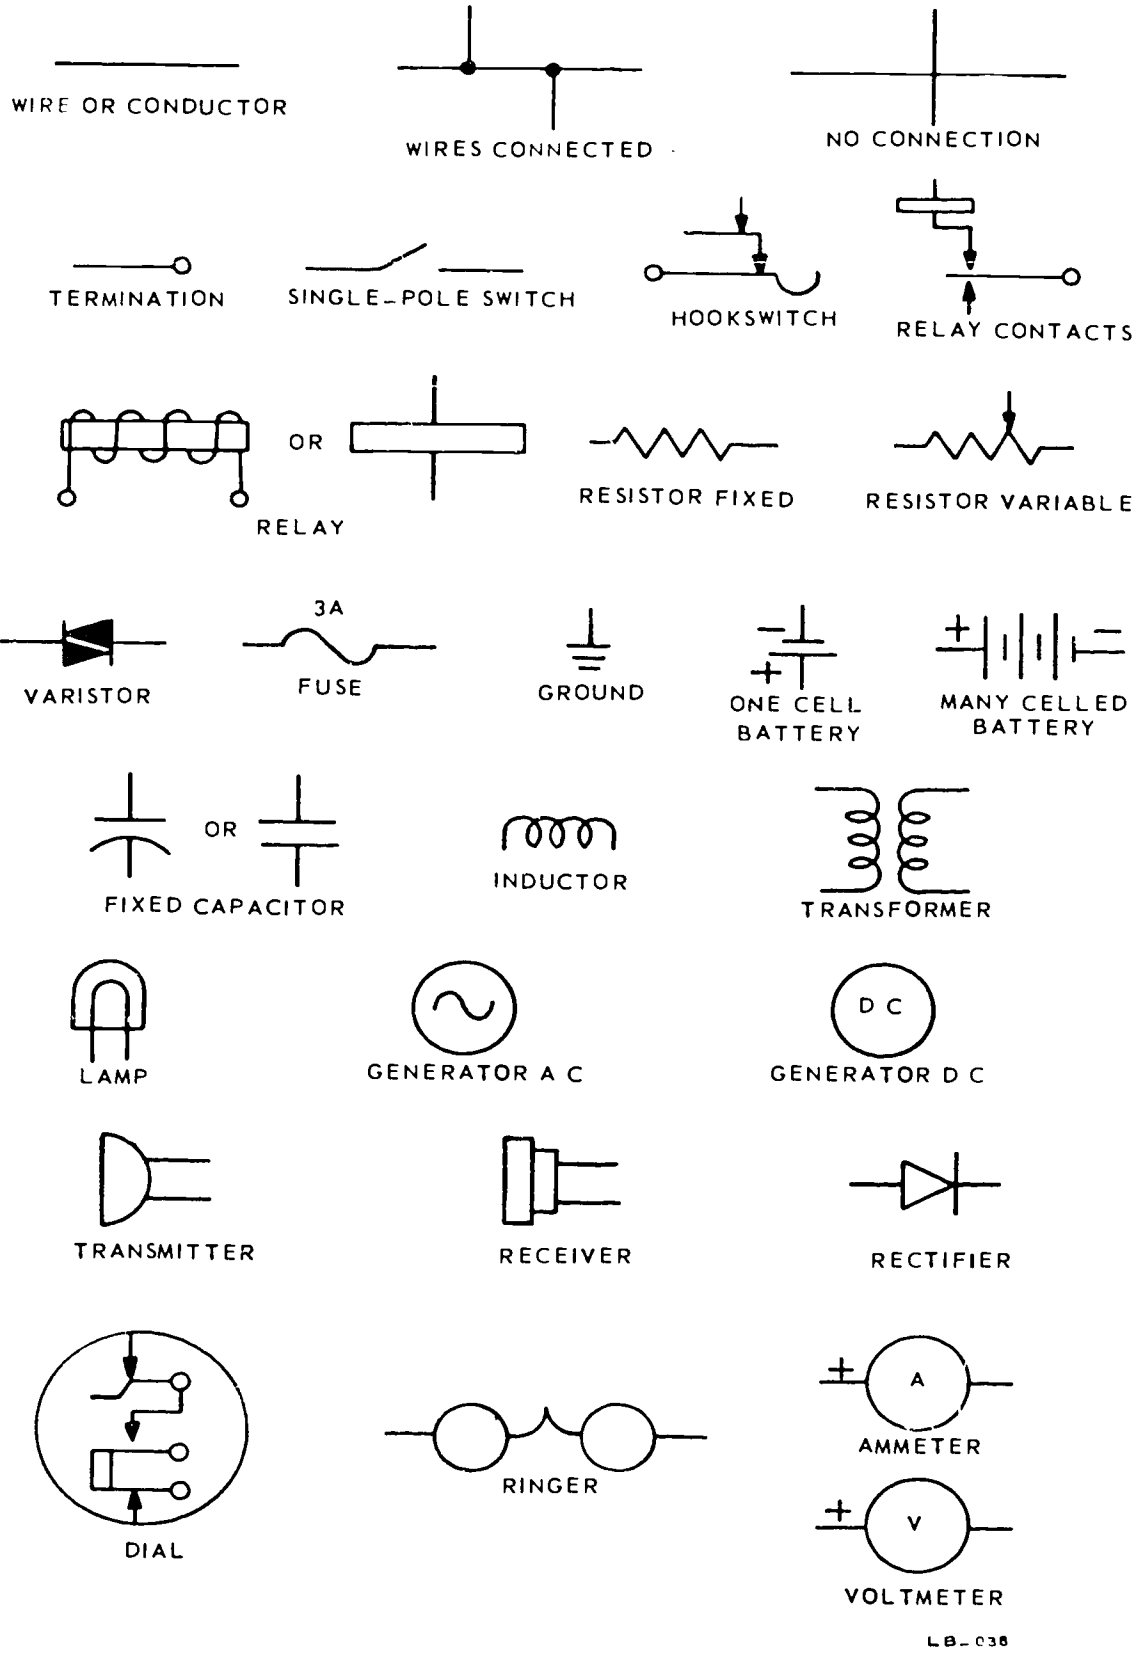 WIRE OR CONDUCTOR
WIRES CONNECTED
NO CONNECTION
TERMINATION
SINGLE-POLE SWITCH
HOOKSWITCH
RELAY CONTACTS
OR
RELAY
RESISTOR FIXED
RESISTOR VARIABLE
VARISTOR
3A
FUSE
GROUND
- +
ONE CELL
BATTERY
+ -
MANY CELLED
BATTERY
OR
FIXED CAPACITOR
INDUCTOR
TRANSFORMER
LAMP
GENERATOR A C
D C
GENERATOR D C
TRANSMITTER
RECEIVER
RECTIFIER
DIAL
RINGER
+ A
AMMETER
+ V
VOLTMETER
LB-038